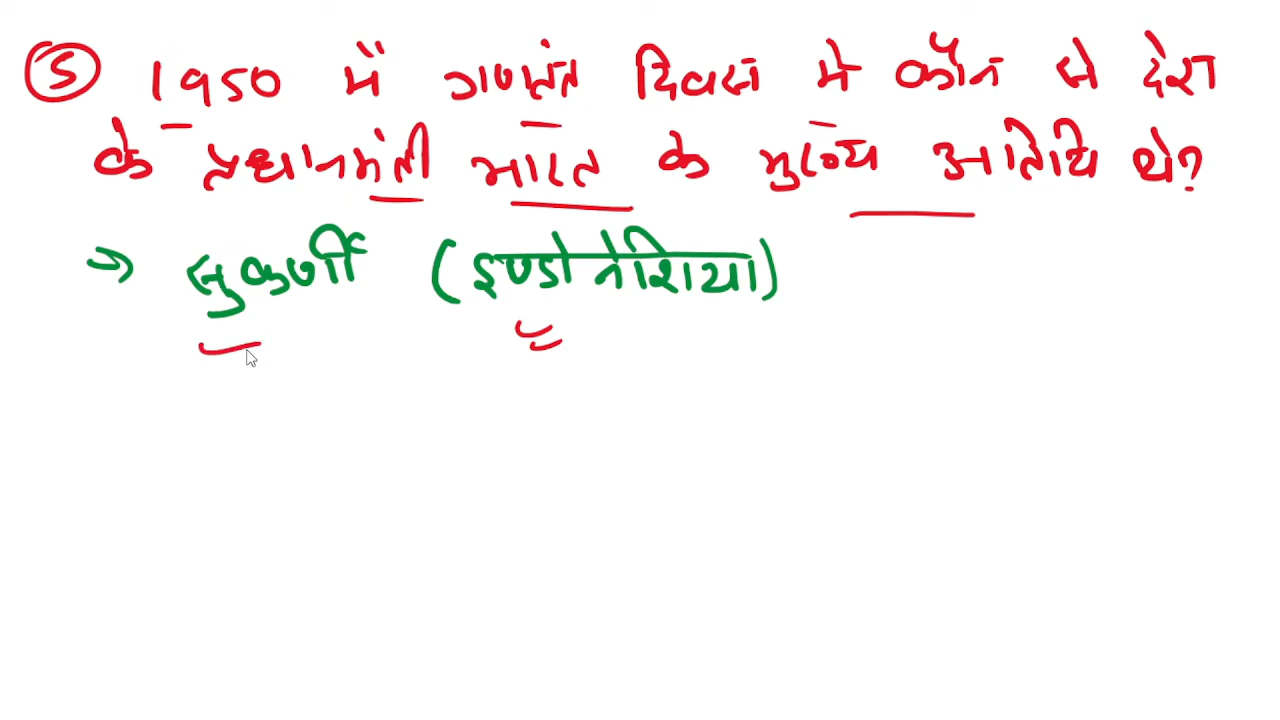 5 1950 में गणतंत्र दिवस मे कौन से देश
के प्रधानमंत्री भारत के मुख्य अतिथि थे?
⇒ सुकर्णो (इण्डोनेशिया)